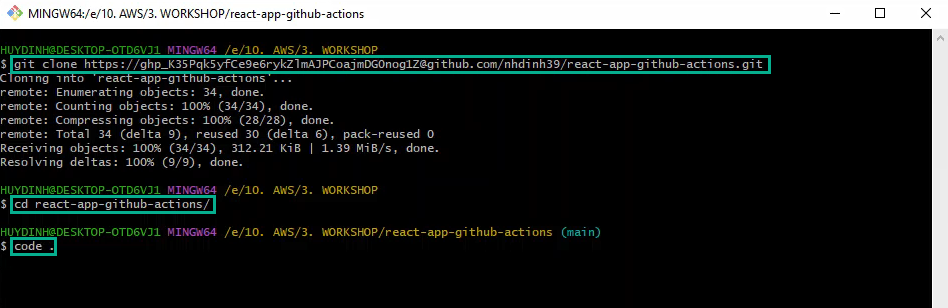 MINGW64:/e/10. AWS/3. WORKSHOP/react-app-github-actions
HUYDINH@DESKTOP-OTD6VJ1 MINGW64 /e/10. AWS/3. WORKSHOP
$ git clone https://ghp_K35Pqk5yfCe9e6rykZlmAJPCoajmDGOnog1Z@github.com/nhdinh39/react-app-github-actions.git
Cloning into 'react-app-github-actions'...
remote: Enumerating objects: 34, done.
remote: Counting objects: 100% (34/34), done.
remote: Compressing objects: 100% (28/28), done.
remote: Total 34 (delta 9), reused 30 (delta 6), pack-reused 0
Receiving objects: 100% (34/34), 312.21 KiB | 1.39 MiB/s, done.
Resolving deltas: 100% (9/9), done.
HUYDINH@DESKTOP-OTD6VJ1 MINGW64 /e/10. AWS/3. WORKSHOP
$ cd react-app-github-actions/
HUYDINH@DESKTOP-OTD6VJ1 MINGW64 /e/10. AWS/3. WORKSHOP/react-app-github-actions (main)
$ code .